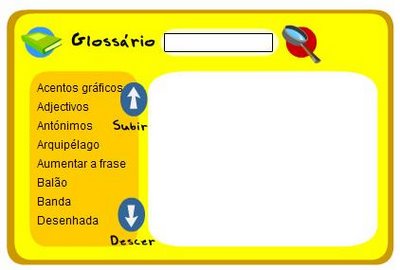 Glossário
Acentos gráficos
Adjectivos
Antónimos
Subir
Arquipélago
Aumentar a frase
Balão
Banda
Desenhada
Descer